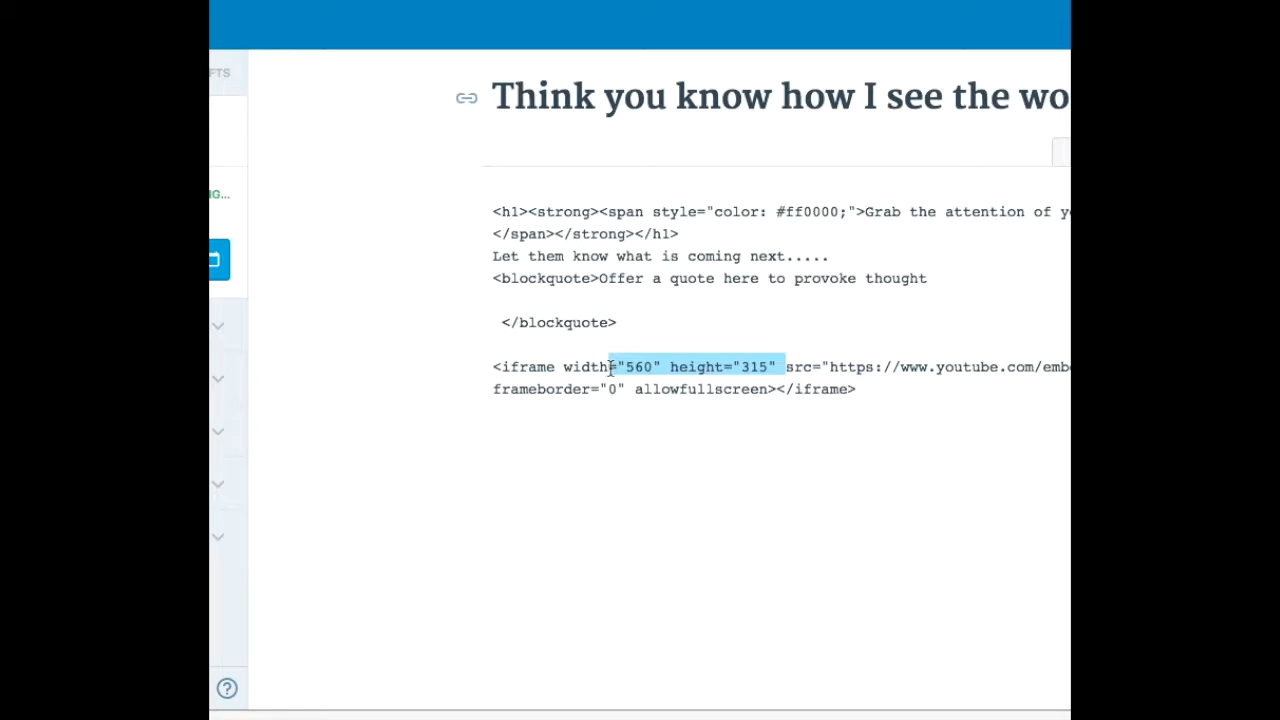 FTS
Think you know how I see the wo
G...
<h1><strong><span style="color: #ff0000;">Grab the attention of y
</span></strong></h1>
Let them know what is coming next.....
<blockquote>Offer a quote here to provoke thought
</blockquote>
<iframe width="560" height="315" src="https://www.youtube.com/embe
frameborder="0" allowfullscreen></iframe>
?